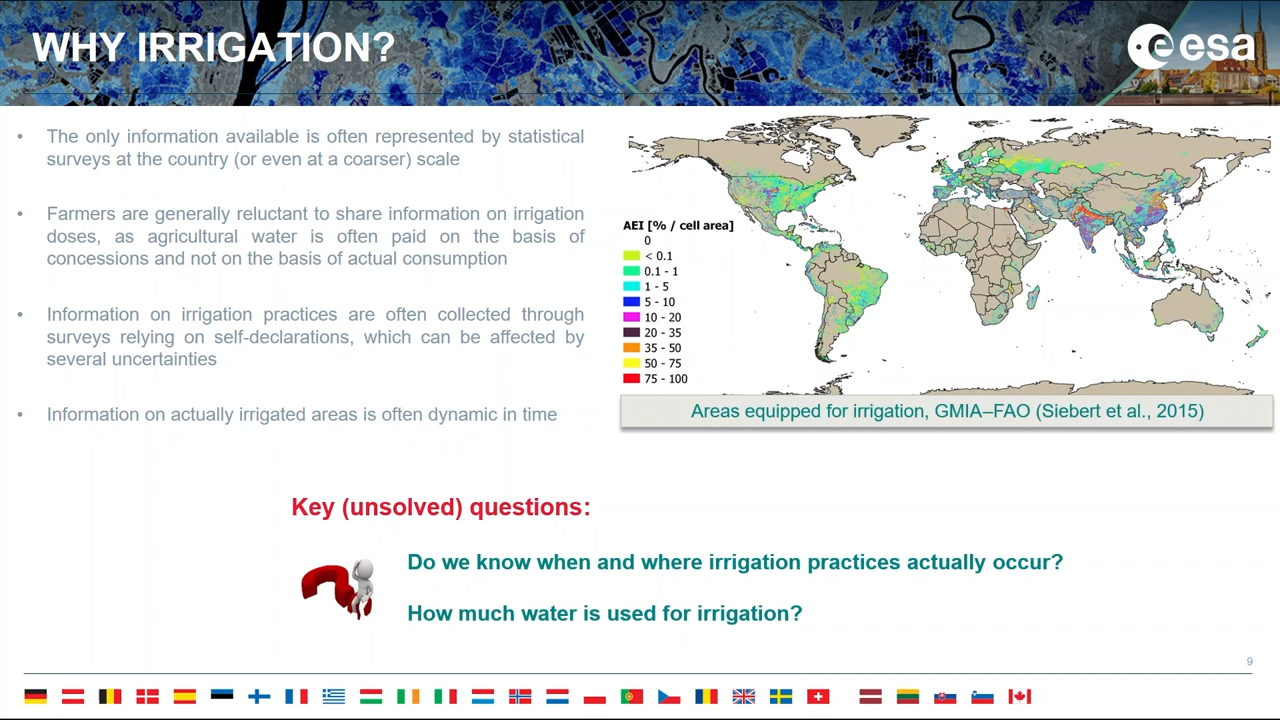 WHY IRRIGATION?
esa
• The only information available is often represented by statistical
surveys at the country (or even at a coarser) scale
• Farmers are generally reluctant to share information on irrigation
doses, as agricultural water is often paid on the basis of
concessions and not on the basis of actual consumption
• Information on irrigation practices are often collected through
surveys relying on self-declarations, which can be affected by
several uncertainties
• Information on actually irrigated areas is often dynamic in time
AEI [% / cell area]
0
< 0.1
0.1 - 1
1 - 5
5 - 10
10 - 20
20 - 35
35 - 50
50 - 75
75 - 100
Areas equipped for irrigation, GMIA–FAO (Siebert et al., 2015)
Key (unsolved) questions:
Do we know when and where irrigation practices actually occur?
How much water is used for irrigation?
9